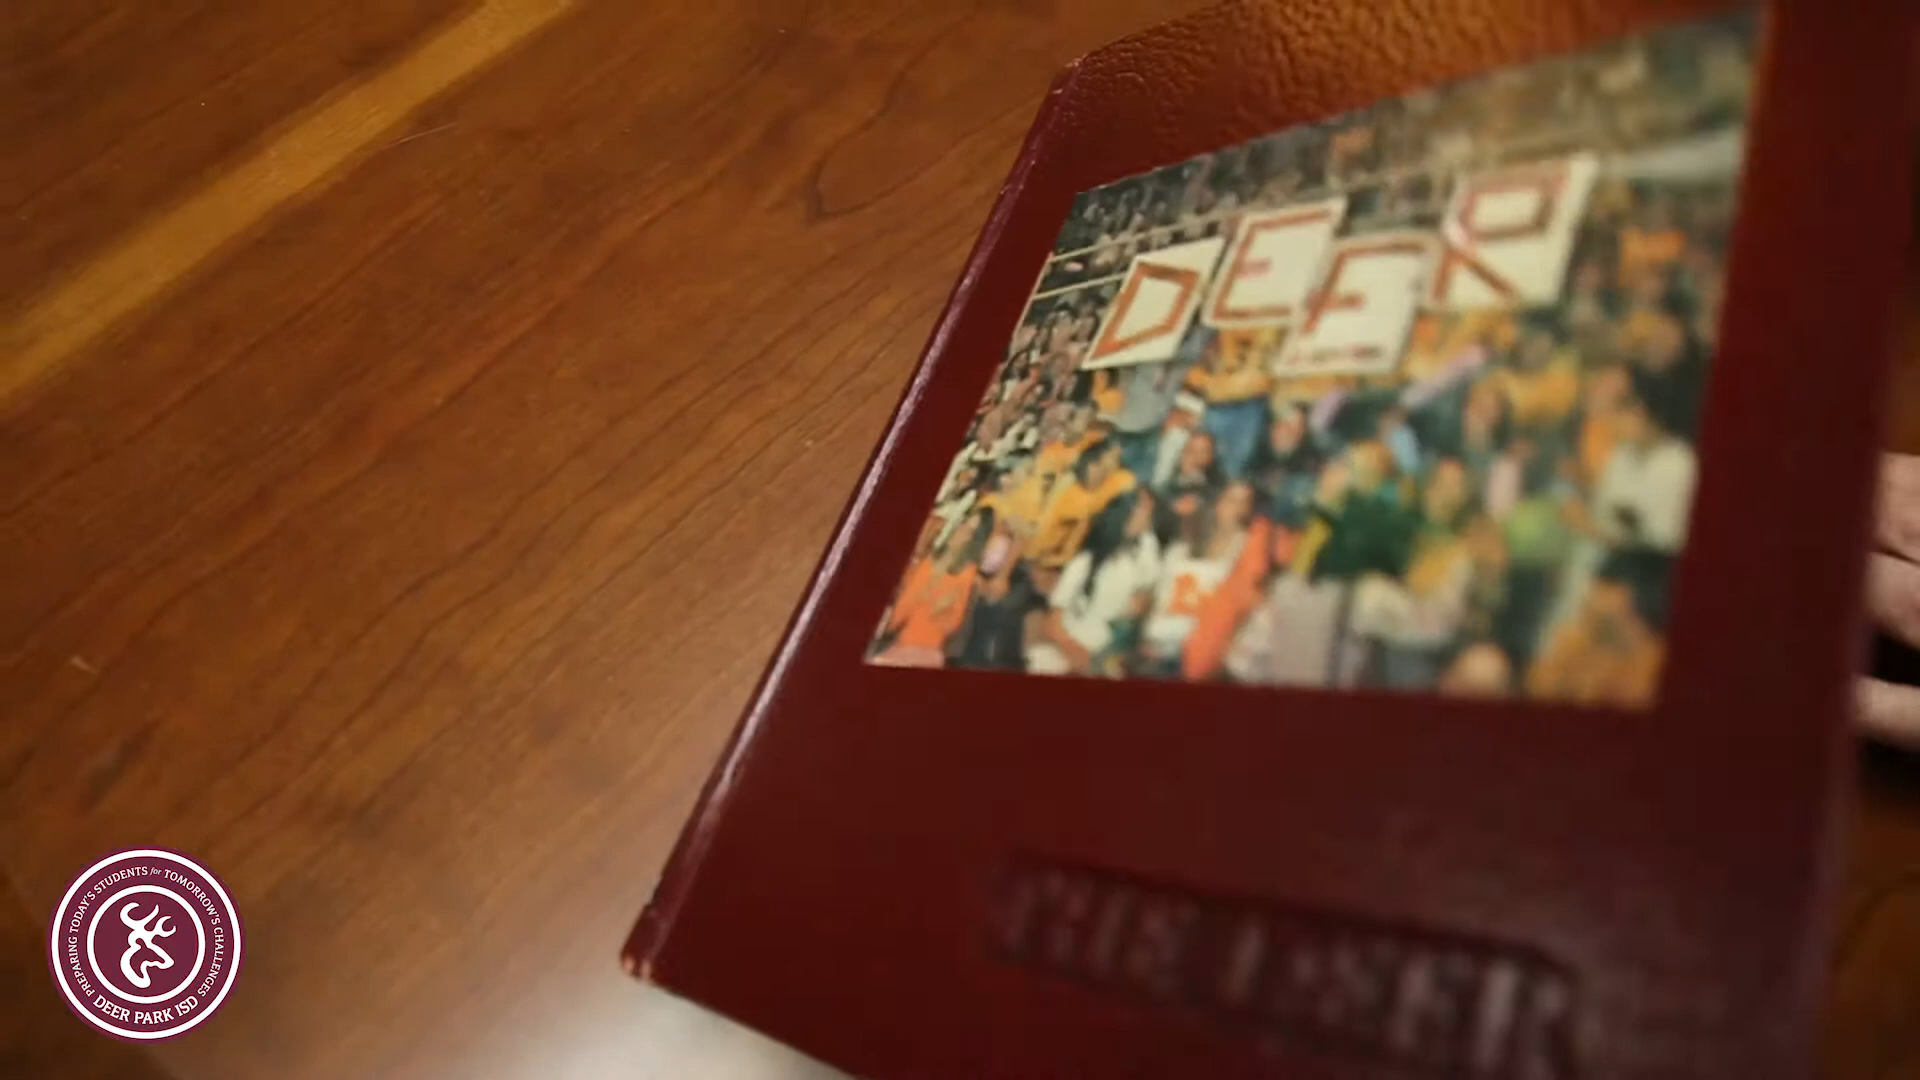 DEER
PREPARING TODAY'S STUDENTS for TOMORROW'S CHALLENGES
DEER PARK ISD